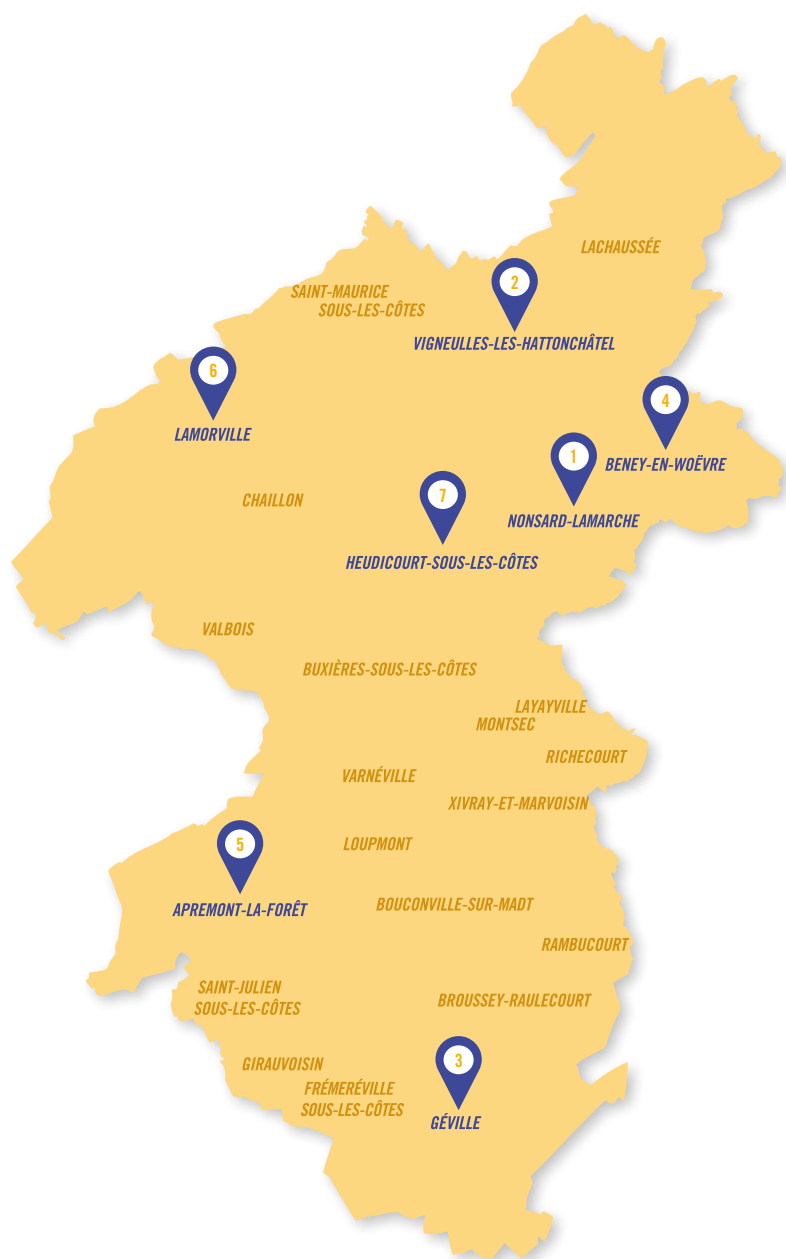 LACHAUSSÉE
2
SAINT-MAURICE
SOUS-LES-CÔTES
VIGNEULLES-LES-HATTONCHÂTEL
6
4
LAMORVILLE
1
BENEY-EN-WOËVRE
7
CHAILLON
NONSARD-LAMARCHE
HEUDICOURT-SOUS-LES-CÔTES
VALBOIS
BUXIÈRES-SOUS-LES-CÔTES
LAYAYVILLE
MONTSEC
RICHECOURT
VARNÉVILLE
XIVRAY-ET-MARVOISIN
5
LOUPMONT
APREMONT-LA-FORÊT
BOUCONVILLE-SUR-MADT
RAMBUCOURT
SAINT-JULIEN
SOUS-LES-CÔTES
BROUSSEY-RAULECOURT
3
GIRAUVOISIN
FRÉMERÉVILLE
SOUS-LES-CÔTES
GÉVILLE